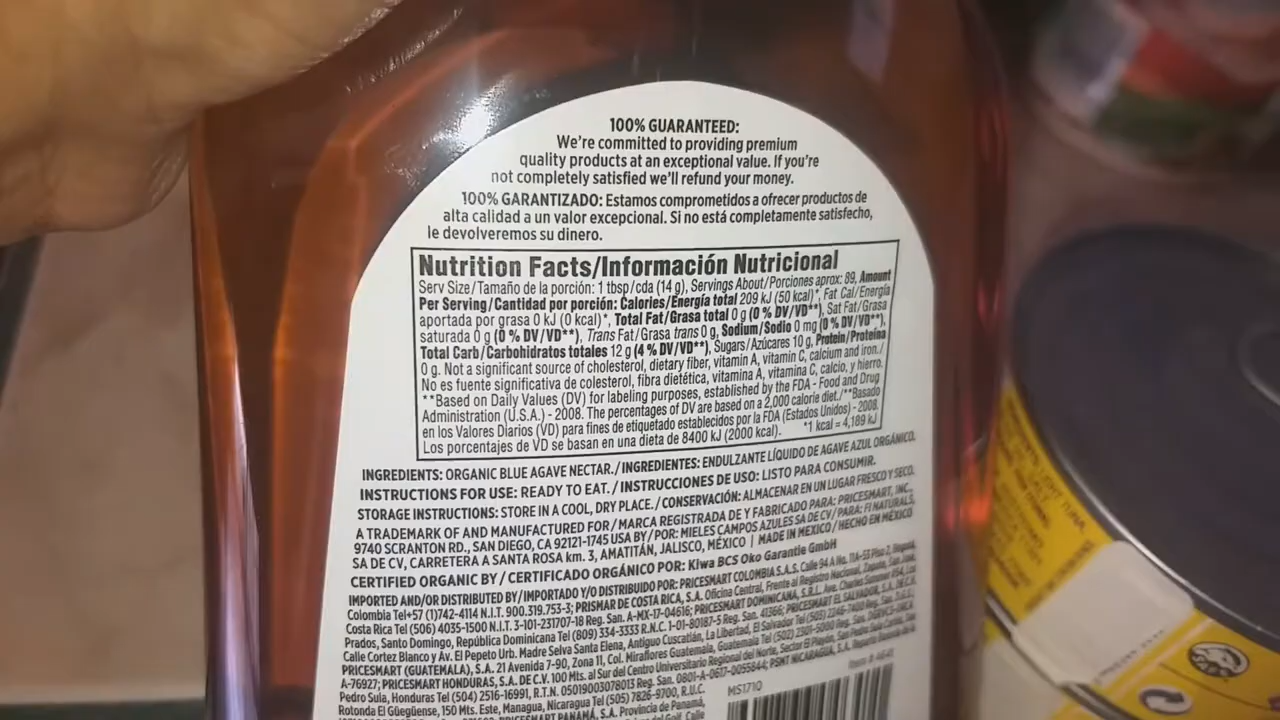 100% GUARANTEED:
We're committed to providing premium
quality products at an exceptional value. If you're
not completely satisfied we'll refund your money.
100% GARANTIZADO: Estamos comprometidos a ofrecer productos de
alta calidad a un valor excepcional. Si no está completamente satisfecho,
le devolveremos su dinero.
Nutrition Facts/Información Nutricional
Serv Size/Tamaño de la porción: 1 tbsp/cda (14 g), Servings About/Porciones aprox: 89, Amount
Per Serving/Cantidad por porción: Calories/Energía total 209 kJ (50 kcal)*, Fat Cal/Energía
aportada por grasa 0 kJ (0 kcal)*, Total Fat/Grasa total 0 g (0 % DV/VD**), Sat Fat/Grasa
saturada 0 g (0 % DV/VD**), Trans Fat/Grasa trans 0 g, Sodium/Sodio 0 mg (0 % DV/VD**),
Total Carb/Carbohidratos totales 12 g (4 % DV/VD**), Sugars/Azúcares 10 g, Protein/Proteína
0 g. Not a significant source of cholesterol, dietary fiber, vitamin A, vitamin C, calcium and iron./
No es fuente significativa de colesterol, fibra dietética, vitamina A, vitamina C, calcio, y hierro.
**Based on Daily Values (DV) for labeling purposes, established by the FDA - Food and Drug
Administration (U.S.A.) - 2008. The percentages of DV are based on a 2,000 calorie diet./**Basado
en los Valores Diarios (VD) para fines de etiquetado establecidos por la FDA (Estados Unidos) - 2008.
Los porcentajes de VD se basan en una dieta de 8400 kJ (2000 kcal). *1 kcal = 4,189 kJ
INGREDIENTS: ORGANIC BLUE AGAVE NECTAR./INGREDIENTES: ENDULZANTE LÍQUIDO DE AGAVE AZUL ORGÁNICO.
INSTRUCTIONS FOR USE: READY TO EAT./INSTRUCCIONES DE USO: LISTO PARA CONSUMIR.
STORAGE INSTRUCTIONS: STORE IN A COOL, DRY PLACE./CONSERVACIÓN: ALMACENAR EN UN LUGAR FRESCO Y SECO.
A TRADEMARK OF AND MANUFACTURED FOR/MARCA REGISTRADA DE Y FABRICADO PARA: PRICESMART, INC.,
9740 SCRANTON RD., SAN DIEGO, CA 92121-1745 USA BY/POR: MIELES CAMPOS AZULES SA DE CV/PARA: FI NATURALS,
SA DE CV, CARRETERA A SANTA ROSA km. 3, AMATITÁN, JALISCO, MÉXICO | MADE IN MEXICO/HECHO EN MÉXICO
CERTIFIED ORGANIC BY/CERTIFICADO ORGÁNICO POR: Kiwa BCS Oko Garantie GmbH
IMPORTED AND/OR DISTRIBUTED BY/IMPORTADO Y/O DISTRIBUIDO POR: PRICESMART COLOMBIA S.A.S. Calle 94 A No. 11A-53 Piso 2, Bogotá,
Colombia Tel+57 (1)742-4114 N.I.T. 900.319.753-3; PRISMAR DE COSTA RICA, S.A. Oficina Central, Frente al Registro Nacional, Zapote, San José,
Costa Rica Tel (506) 4035-1500 N.I.T. 3-101-231707-18 Reg. San. A-MX-17-04616; PRICESMART DOMINICANA, S.R.L. Ave. Charles Summer
Prados, Santo Domingo, República Dominicana Tel (809) 334-3333 R.N.C. 1-01-80187-5 Reg. San. 41366; PRICESMART EL SALVADOR, S.A. DE C.V.
Calle Cortez Blanco y Av. El Pepeto Urb. Madre Selva Santa Elena, Antiguo Cuscatlán, La Libertad, El Salvador Tel (503) 2246-7400 Reg. San.
PRICESMART (GUATEMALA), S.A. 21 Avenida 7-90, Zona 11, Col. Miraflores Guatemala, Guatemala Tel (502)
A-76927; PRICESMART HONDURAS, S.A. DE C.V. 100 Mts. al Sur del Centro Universitario Regional del Norte, Sector El Playón, San Pedro Sula
Pedro Sula, Honduras Tel (504) 2516-16991, R.T.N. 05019003078013 Reg. San. 0801-A-0617-0055844; PSMT NICARAGUA, S.A.
Rotonda El Güegüense, 150 Mts. Este, Managua, Nicaragua Tel (505) 7826-9700, R.U.C.
PRICESMART PANAMÁ, S.A. Provincia de Panamá,
del Golf, Calle
MS1710
Item # 4641
LIGHT TUNA